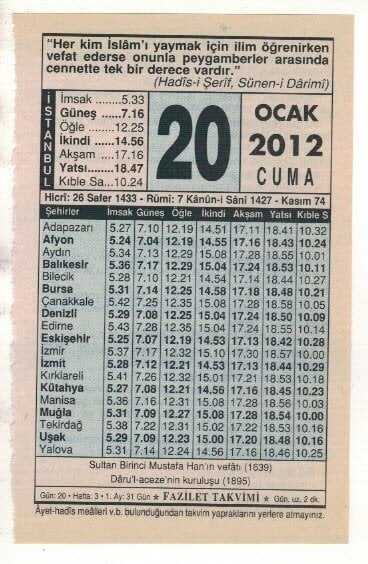 "Her kim İslâm'ı yaymak için ilim öğrenirken
vefat ederse onunla peygamberler arasında
cennette tek bir derece vardır."
(Hadîs-i Şerîf, Sünen-i Dârimî)
İSTANBUL
İmsak ........5.33
Güneş ......7.16
Öğle ........12.25
İkindi ......14.56
Akşam ....17.16
Yatsı.......18.47
Kıble Sa...10.24
20
OCAK
2012
CUMA
Hicrî: 26 Safer 1433 - Rûmî: 7 Kânûn-i Sâni 1427 - Kasım 74
Şehirler İmsak Güneş Öğle İkindi Akşam Yatsı Kıble S
Adapazarı 5.27 7.10 12.19 14.51 17.11 18.41 10.32
Afyon 5.24 7.04 12.19 14.55 17.16 18.43 10.24
Aydın 5.34 7.13 12.29 15.08 17.28 18.55 10.01
Balıkesir 5.36 7.17 12.29 15.04 17.24 18.53 10.11
Bilecik 5.28 7.10 12.21 14.54 17.14 18.44 10.27
Bursa 5.31 7.14 12.25 14.58 17.18 18.48 10.21
Çanakkale 5.42 7.25 12.35 15.08 17.28 18.58 10.05
Denizli 5.29 7.08 12.25 15.04 17.24 18.50 10.09
Edirne 5.43 7.28 12.35 15.04 17.24 18.55 10.14
Eskişehir 5.25 7.07 12.19 14.53 17.13 18.42 10.28
İzmir 5.37 7.17 12.32 15.10 17.30 18.57 10.00
İzmit 5.28 7.12 12.21 14.53 17.13 18.44 10.29
Kırklareli 5.41 7.26 12.32 15.01 17.21 18.53 10.18
Kütahya 5.27 7.08 12.21 14.56 17.16 18.45 10.23
Manisa 5.36 7.16 12.31 15.08 17.28 18.56 10.03
Muğla 5.31 7.09 12.27 15.08 17.28 18.54 10.00
Tekirdağ 5.38 7.22 12.31 15.02 17.22 18.53 10.16
Uşak 5.29 7.09 12.23 15.00 17.20 18.48 10.16
Yalova 5.31 7.14 12.24 14.56 17.16 18.46 10.25
Sultan Birinci Mustafa Han'ın vefâtı (1639)
Dâru'l-aceze'nin kuruluşu (1895)
Gün: 20 • Hafta: 3 • 1. Ay: 31 Gün ★ FAZİLET TAKVİMİ ★ Gün. uz. 2 dk.
Âyet-hadîs meâlleri v.b. bulunduğundan takvim yapraklarını yerlere atmayınız.